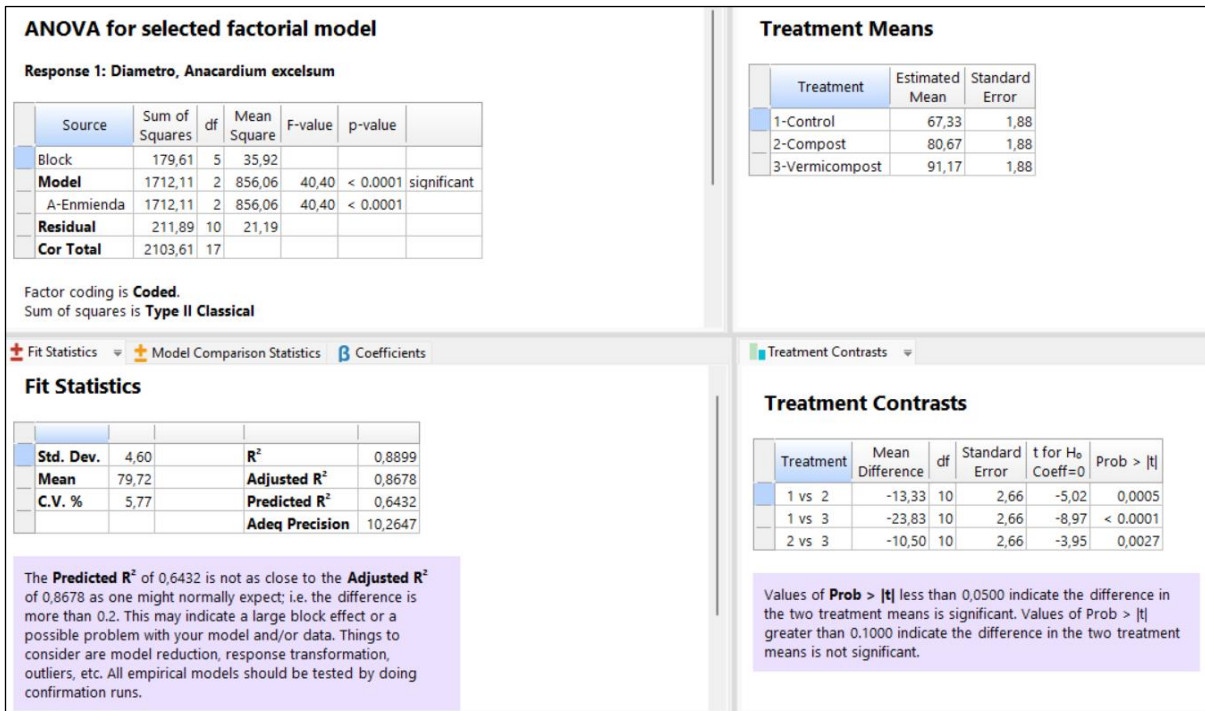 ANOVA for selected factorial model
Response 1: Diametro, Anacardium excelsum
Source Sum of Squares df Mean Square F-value p-value
Block 179,61 5 35,92
Model 1712,11 2 856,06 40,40 < 0.0001 significant
A-Enmienda 1712,11 2 856,06 40,40 < 0.0001
Residual 211,89 10 21,19
Cor Total 2103,61 17
Factor coding is Coded.
Sum of squares is Type II Classical
Treatment Means
Treatment Estimated Mean Standard Error
1-Control 67,33 1,88
2-Compost 80,67 1,88
3-Vermicompost 91,17 1,88
Fit Statistics Model Comparison Statistics β Coefficients
Fit Statistics
Std. Dev. 4,60 R² 0,8899
Mean 79,72 Adjusted R² 0,8678
C.V. % 5,77 Predicted R² 0,6432
Adeq Precision 10,2647
The Predicted R² of 0,6432 is not as close to the Adjusted R²
of 0,8678 as one might normally expect; i.e. the difference is
more than 0.2. This may indicate a large block effect or a
possible problem with your model and/or data. Things to
consider are model reduction, response transformation,
outliers, etc. All empirical models should be tested by doing
confirmation runs.
Treatment Contrasts
Treatment Contrasts
Treatment Mean Difference df Standard Error t for H₀ Coeff=0 Prob > |t|
1 vs 2 -13,33 10 2,66 -5,02 0,0005
1 vs 3 -23,83 10 2,66 -8,97 < 0.0001
2 vs 3 -10,50 10 2,66 -3,95 0,0027
Values of Prob > |t| less than 0,0500 indicate the difference in
the two treatment means is significant. Values of Prob > |t|
greater than 0.1000 indicate the difference in the two treatment
means is not significant.